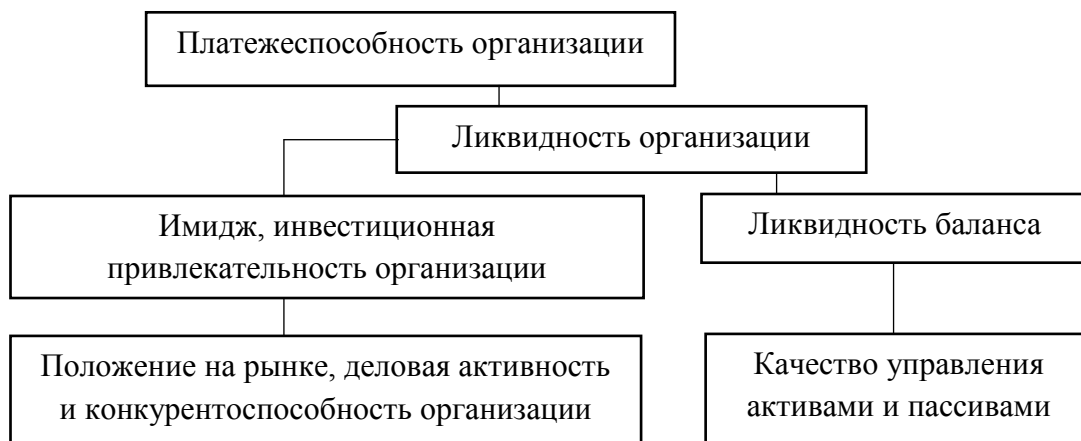 Платежеспособность организации
Ликвидность организации
Имидж, инвестиционная
привлекательность организации
Ликвидность баланса
Положение на рынке, деловая активность
и конкурентоспособность организации
Качество управления
активами и пассивами